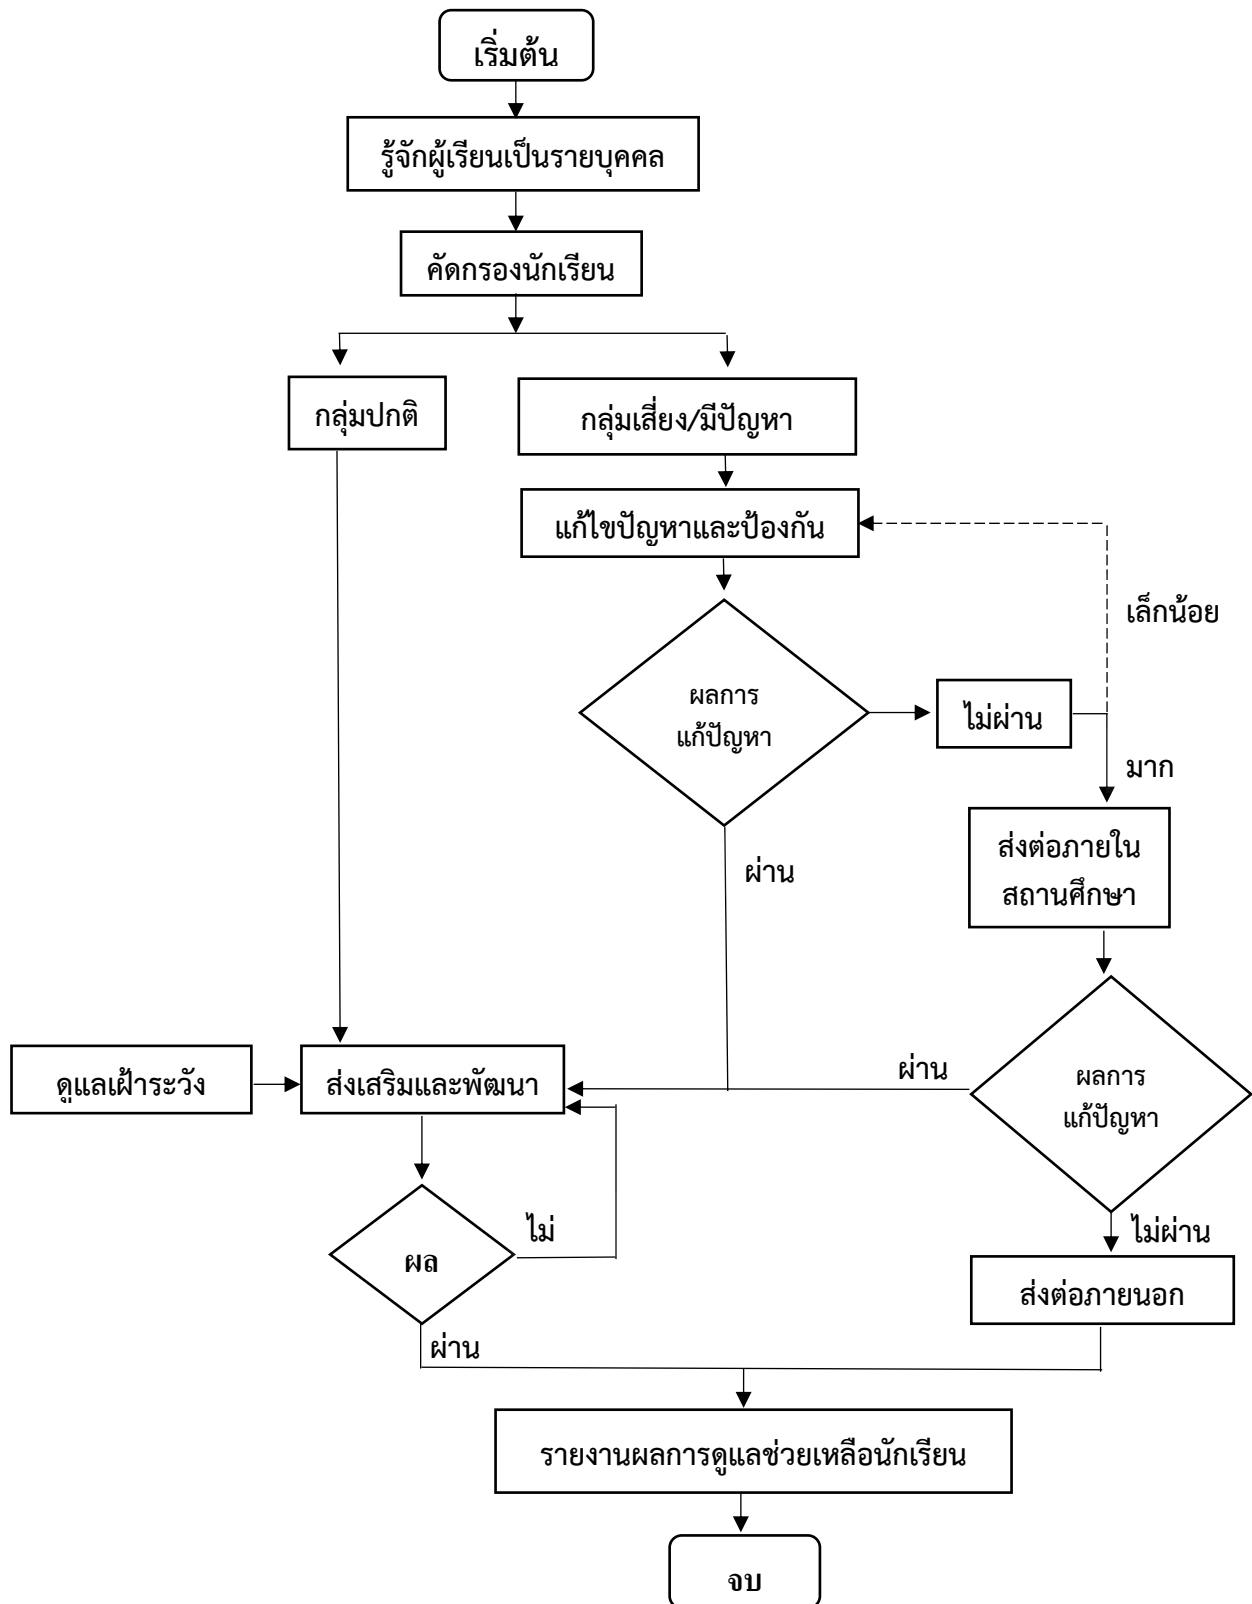 เริ่มต้น
รู้จักผู้เรียนเป็นรายบุคคล
คัดกรองนักเรียน
กลุ่มปกติ
กลุ่มเสี่ยง/มีปัญหา
แก้ไขปัญหาและป้องกัน
เล็กน้อย
ผลการ
แก้ปัญหา
ไม่ผ่าน
มาก
ส่งต่อภายใน
สถานศึกษา
ผ่าน
ดูแลเฝ้าระวัง
ส่งเสริมและพัฒนา
ผ่าน
ผลการ
แก้ปัญหา
ไม่
ผล
ไม่ผ่าน
ส่งต่อภายนอก
ผ่าน
รายงานผลการดูแลช่วยเหลือนักเรียน
จบ